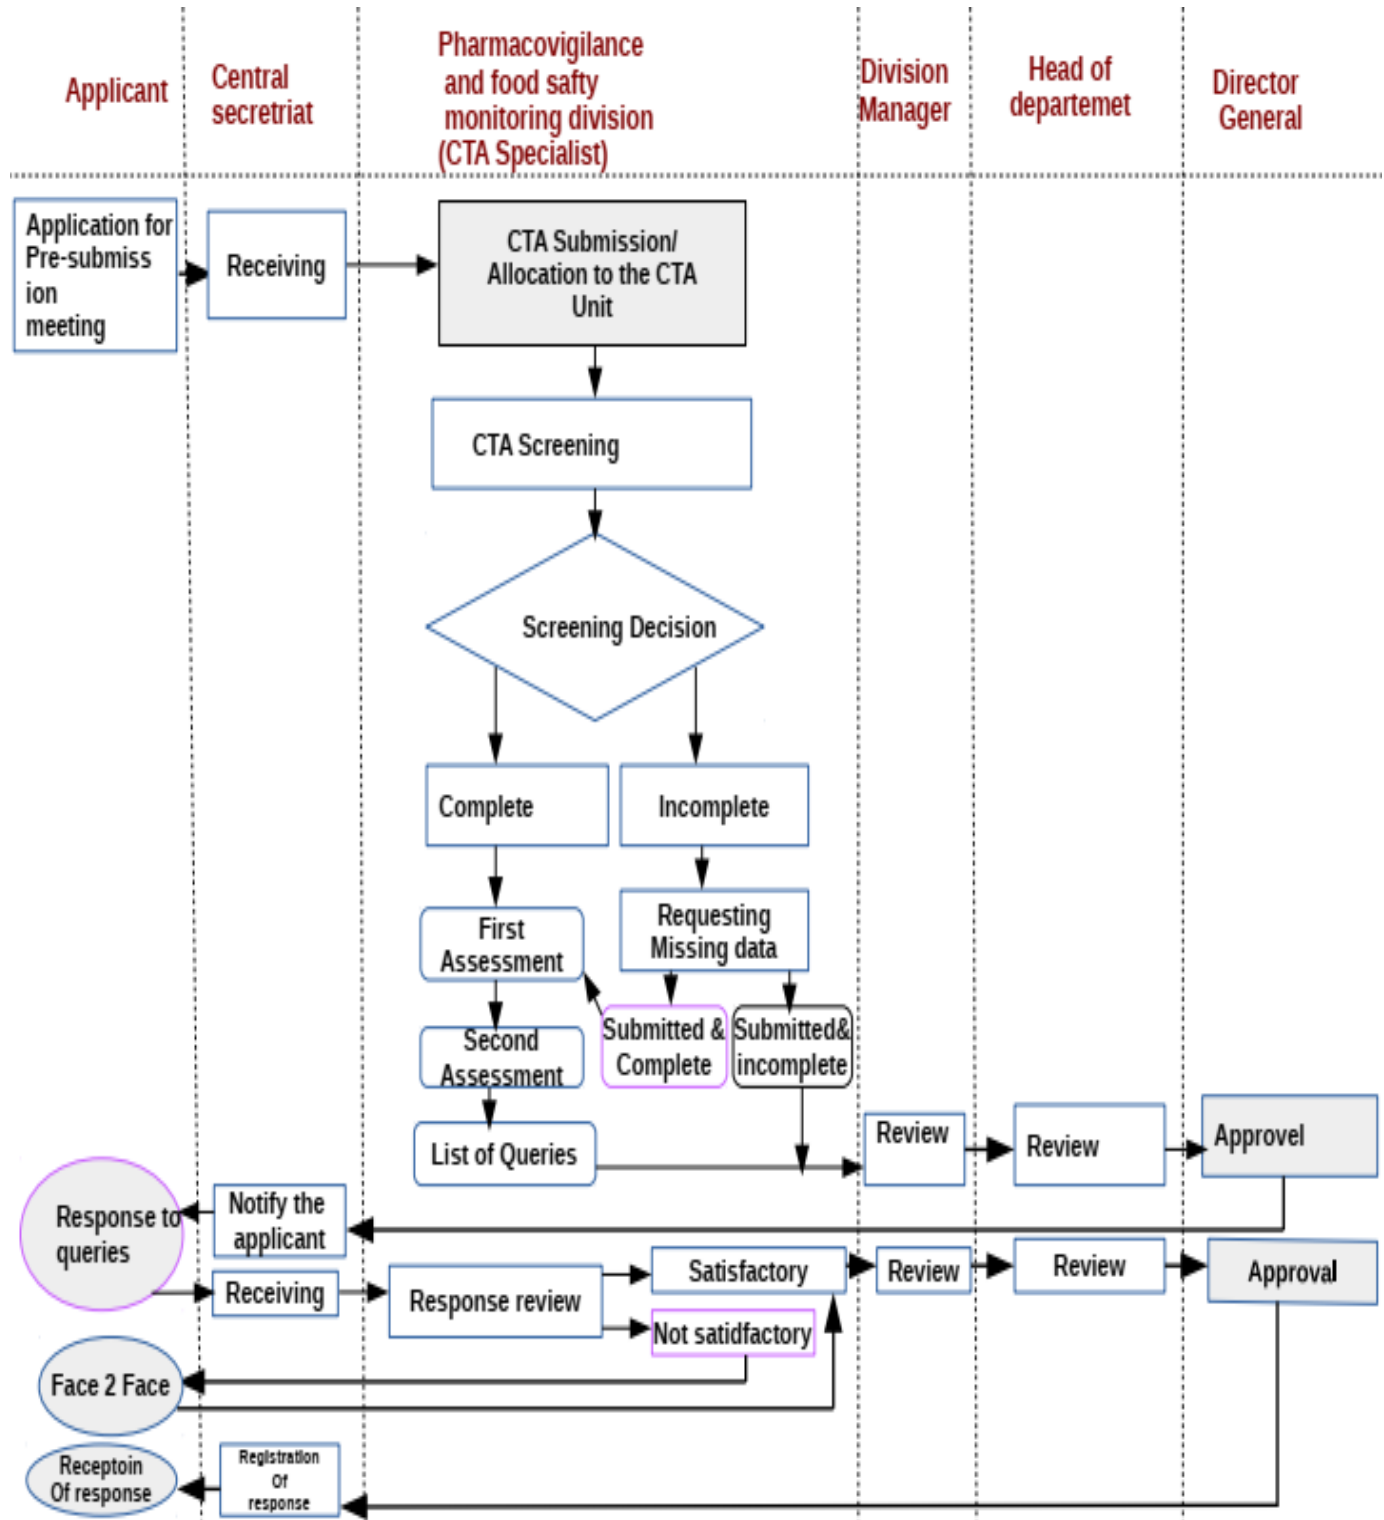 Applicant
Central
secretriat
Pharmacovigilance
and food safty
monitoring division
(CTA Specialist)
Division
Manager
Head of
departemet
Director
General
Application for
Pre-submiss
ion
meeting
Receiving
CTA Submission/
Allocation to the CTA
Unit
CTA Screening
Screening Decision
Complete
Incomplete
First
Assessment
Requesting
Missing data
Second
Assessment
Submitted &
Complete
Submitted&
incomplete
List of Queries
Review
Review
Approvel
Response to
queries
Notify the
applicant
Receiving
Response review
Satisfactory
Not satidfactory
Review
Review
Approval
Face 2 Face
Receptoin
Of response
Registration
Of
response